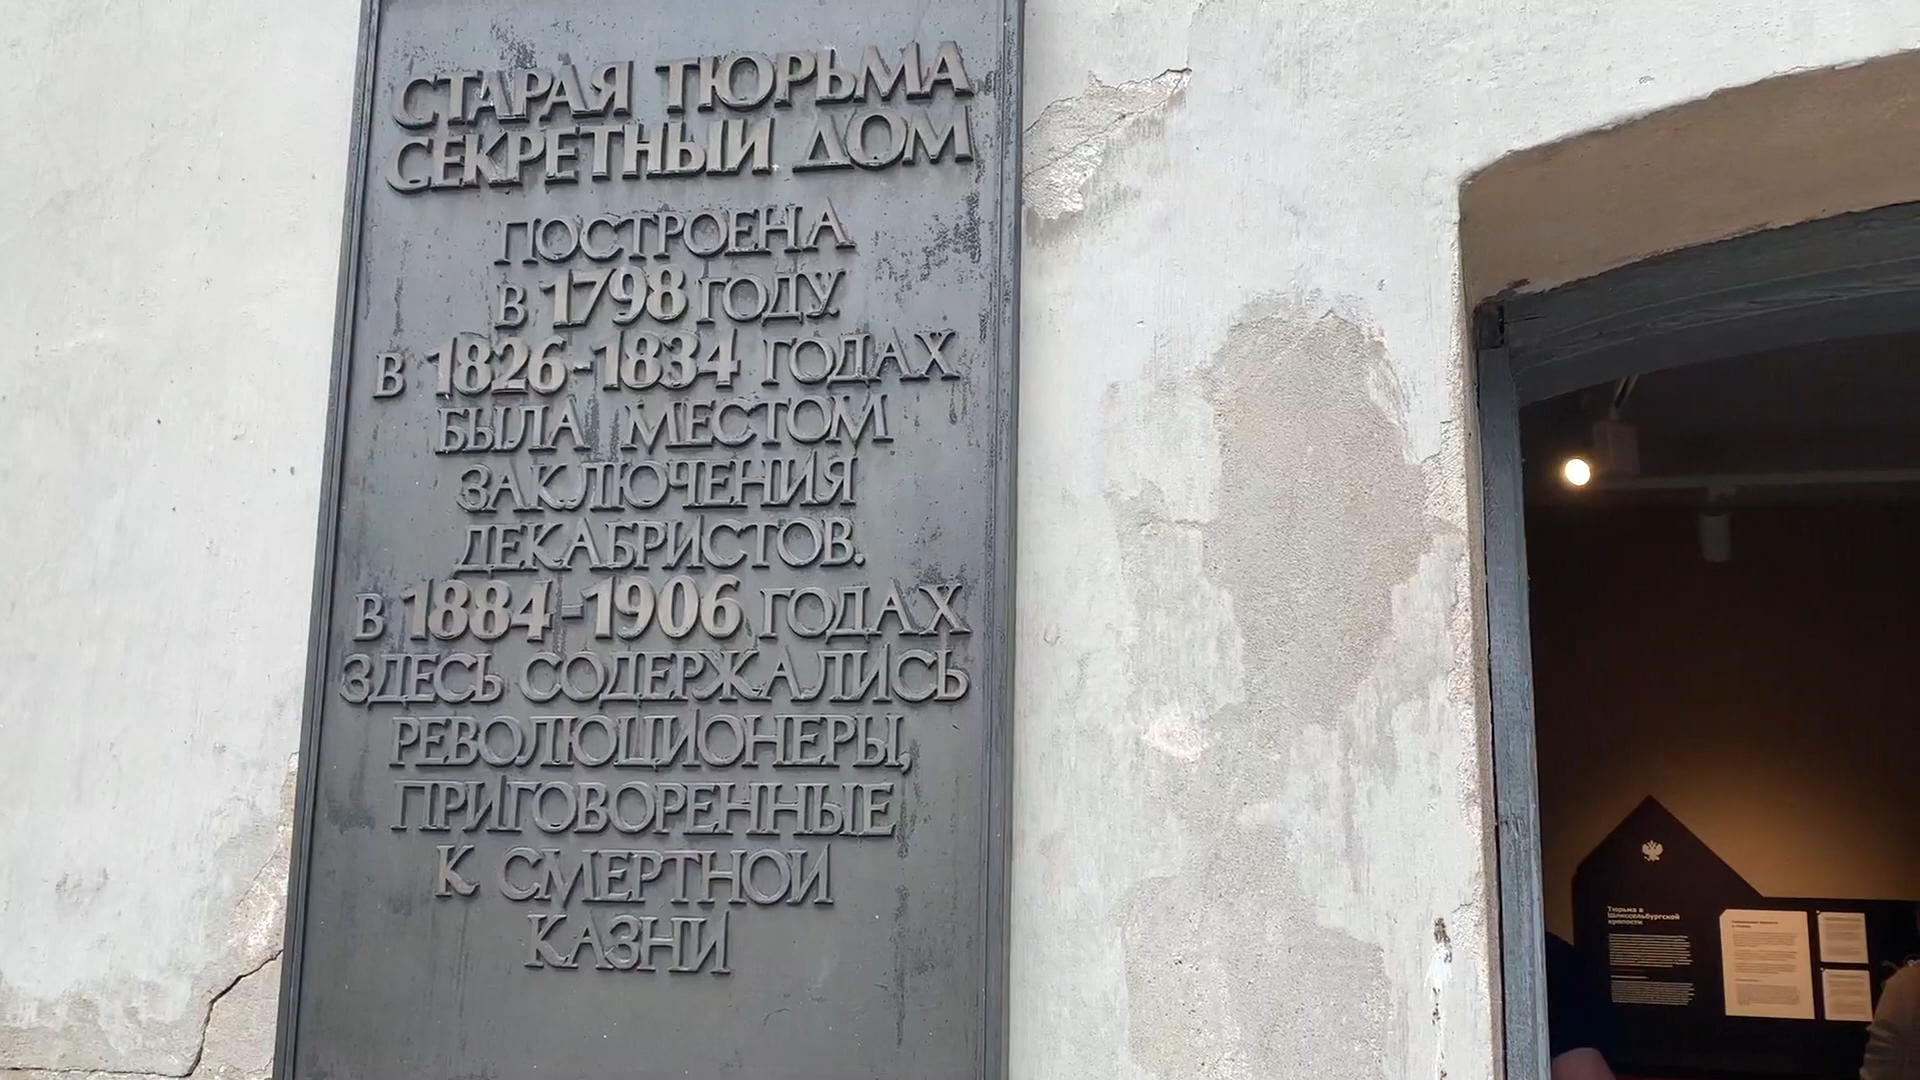 СТАРАЯ ТЮРЬМА
СЕКРЕТНЫЙ ДОМ
ПОСТРОЕНА
В 1798 ГОДУ.
В 1826-1834 ГОДАХ
БЫЛА МЕСТОМ
ЗАКЛЮЧЕНИЯ
ДЕКАБРИСТОВ.
В 1884-1906 ГОДАХ
ЗДЕСЬ СОДЕРЖАЛИСЬ
РЕВОЛЮЦИОНЕРЫ,
ПРИГОВОРЕННЫЕ
К СМЕРТНОЙ
КАЗНИ
Тюрьма в
Шлиссельбургской
крепости